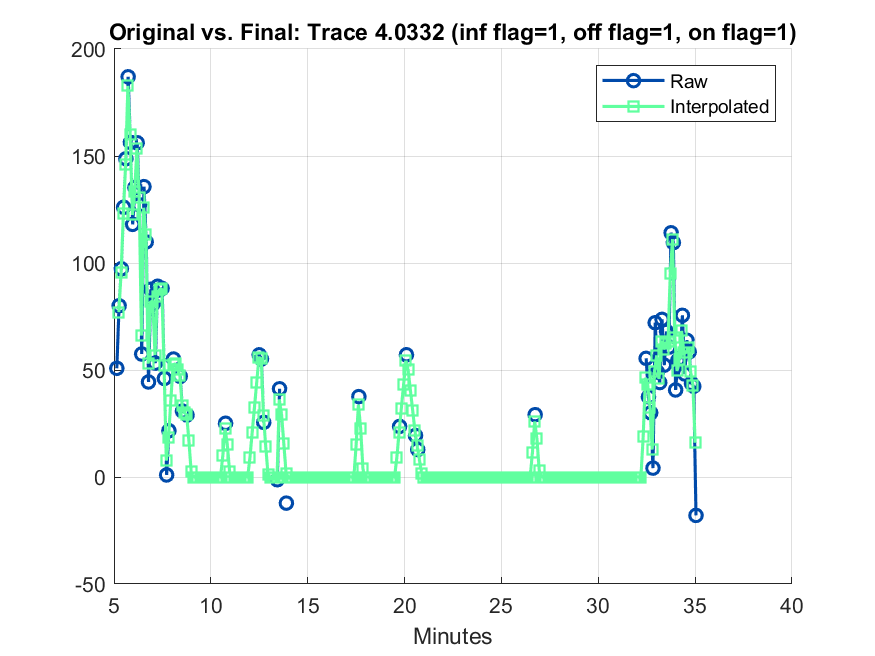 Original vs. Final: Trace 4.0332 (inf flag=1, off flag=1, on flag=1)
200
Raw
Interpolated
150
100
50
0
-50
5 10 15 20 25 30 35 40
Minutes